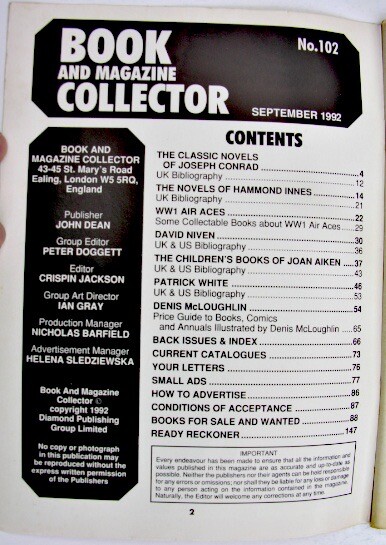 BOOK
AND MAGAZINE
COLLECTOR
No.102
SEPTEMBER 1992
BOOK AND
MAGAZINE COLLECTOR
43-45 St. Mary's Road
Ealing, London W5 5RQ,
England
Publisher
JOHN DEAN
Group Editor
PETER DOGGETT
Editor
CRISPIN JACKSON
Group Art Director
IAN GRAY
Production Manager
NICHOLAS BARFIELD
Advertisement Manager
HELENA SLEDZIEWSKA
Book And Magazine
Collector ©
copyright 1992
Diamond Publishing
Group Limited
No copy or photograph
in this publication may
be reproduced without the
express written permission
of the Publishers
CONTENTS
THE CLASSIC NOVELS
OF JOSEPH CONRAD 4
UK Bibliography 12
THE NOVELS OF HAMMOND INNES 14
UK Bibliography 21
WW1 AIR ACES 22
Some Collectable Books about WW1 Air Aces 29
DAVID NIVEN 30
UK & US Bibliography 36
THE CHILDREN'S BOOKS OF JOAN AIKEN 37
UK & US Bibliography 43
PATRICK WHITE 46
UK & US Bibliography 53
DENIS McLOUGHLIN 54
Price Guide to Books, Comics
and Annuals Illustrated by Denis McLoughlin 65
BACK ISSUES & INDEX 66
CURRENT CATALOGUES 73
YOUR LETTERS 75
SMALL ADS 77
HOW TO ADVERTISE 86
CONDITIONS OF ACCEPTANCE 87
BOOKS FOR SALE AND WANTED 88
READY RECKONER 147
IMPORTANT
Every endeavour has been made to ensure that all the information and
values published in this magazine are as accurate and up-to-date as
possible. Neither the publishers nor their agents can be held responsible
for any errors or omissions; nor shall they be liable for any loss or damage
to any person acting on the information contained in the magazine.
Naturally, the Editor will welcome any corrections at any time.
2